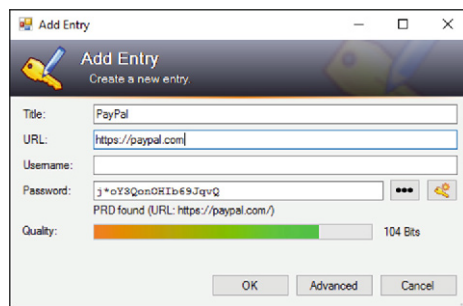 Add Entry
Add Entry
Create a new entry.
Title: PayPal
URL: https://paypal.com
Username:
Password: j*oY3QonCHIb69JqvQ
PRD found (URL: https://paypal.com/)
Quality: 104 Bits
OK Advanced Cancel